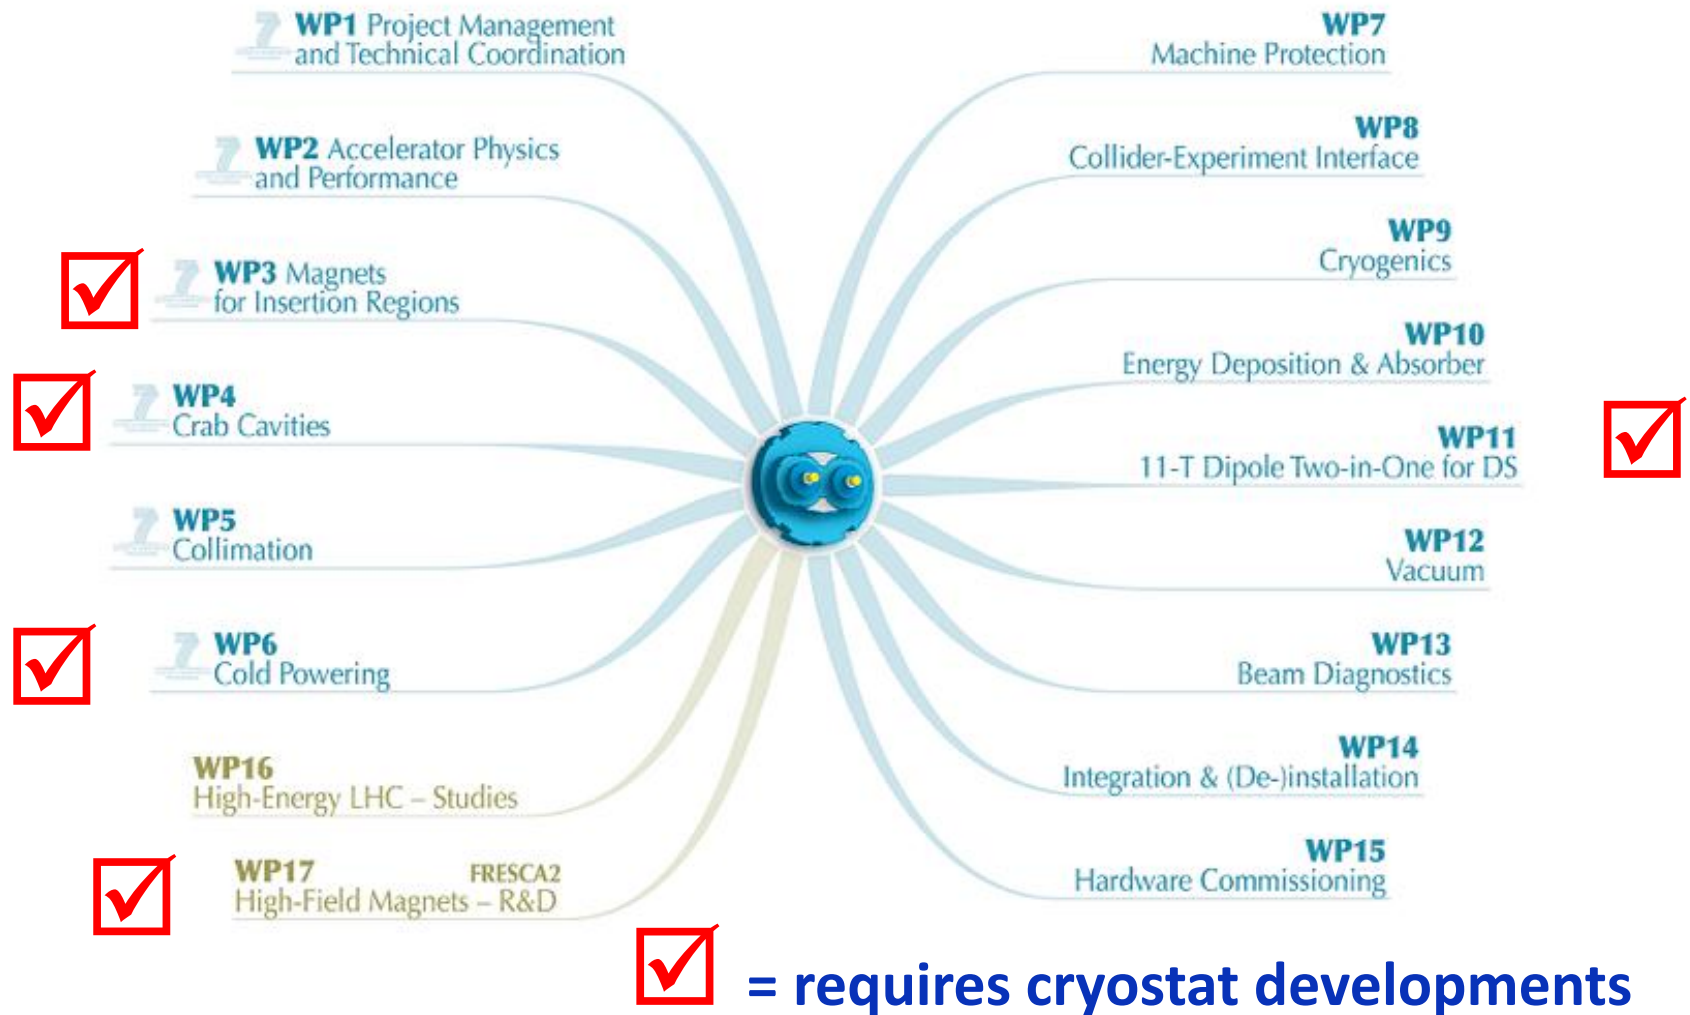 WP1 Project Management
and Technical Coordination
WP2 Accelerator Physics
and Performance
WP3 Magnets
for Insertion Regions
WP4
Crab Cavities
WP5
Collimation
WP6
Cold Powering
WP16
High-Energy LHC – Studies
WP17 FRESCA2
High-Field Magnets – R&D
WP7
Machine Protection
WP8
Collider-Experiment Interface
WP9
Cryogenics
WP10
Energy Deposition & Absorber
WP11
11-T Dipole Two-in-One for DS
WP12
Vacuum
WP13
Beam Diagnostics
WP14
Integration & (De-)installation
WP15
Hardware Commissioning
= requires cryostat developments